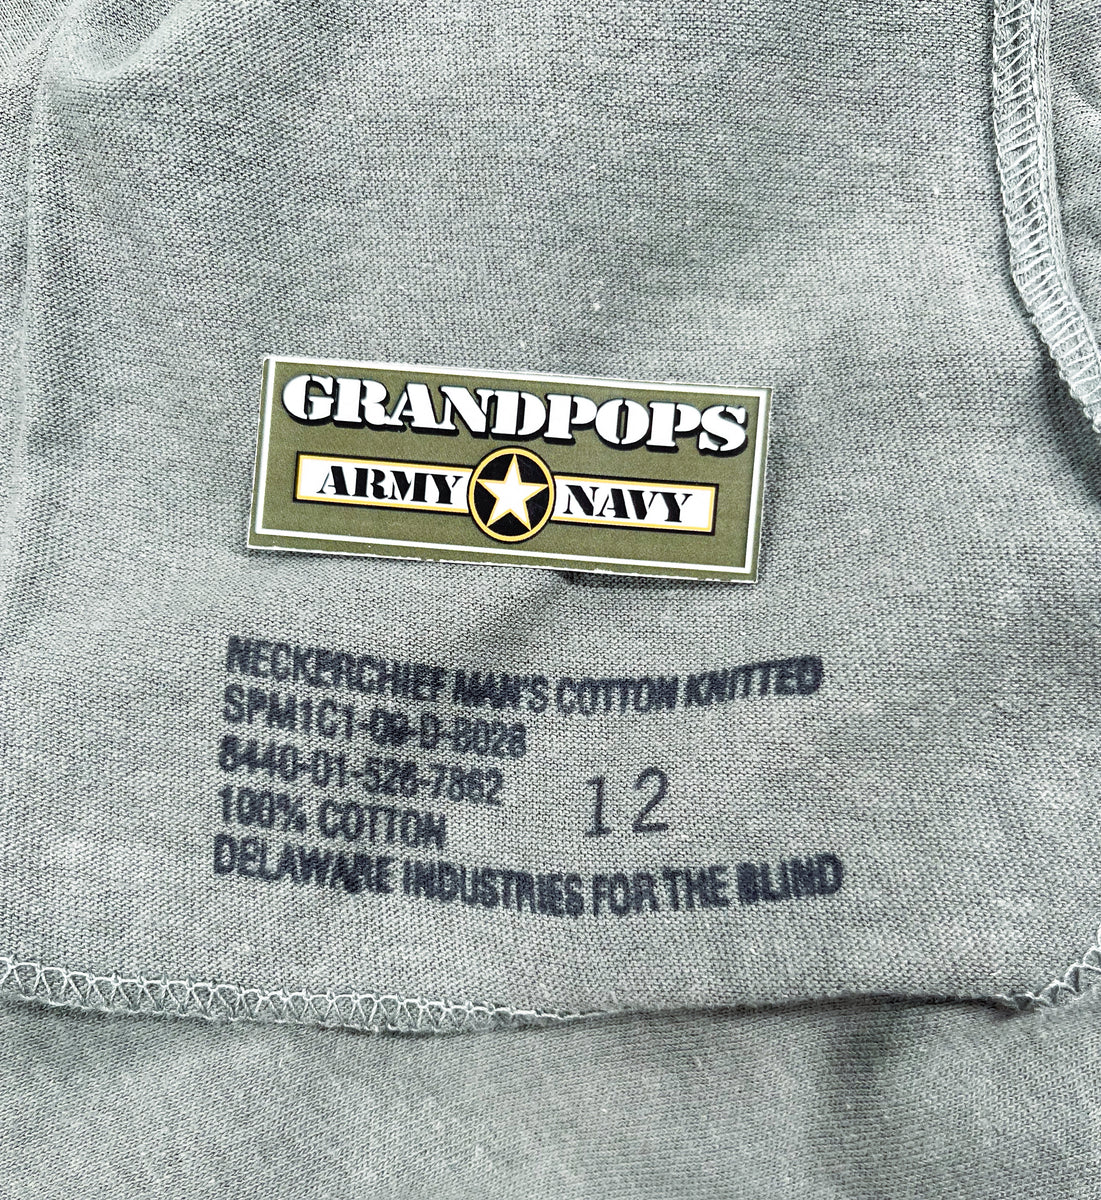 GRANDPOPS
ARMY NAVY
NECKERCHIEF MAN'S COTTON KNITTED
SPM1C1-09-D-8026
8440-01-526-7862
100% COTTON
12
DELAWARE INDUSTRIES FOR THE BLIND